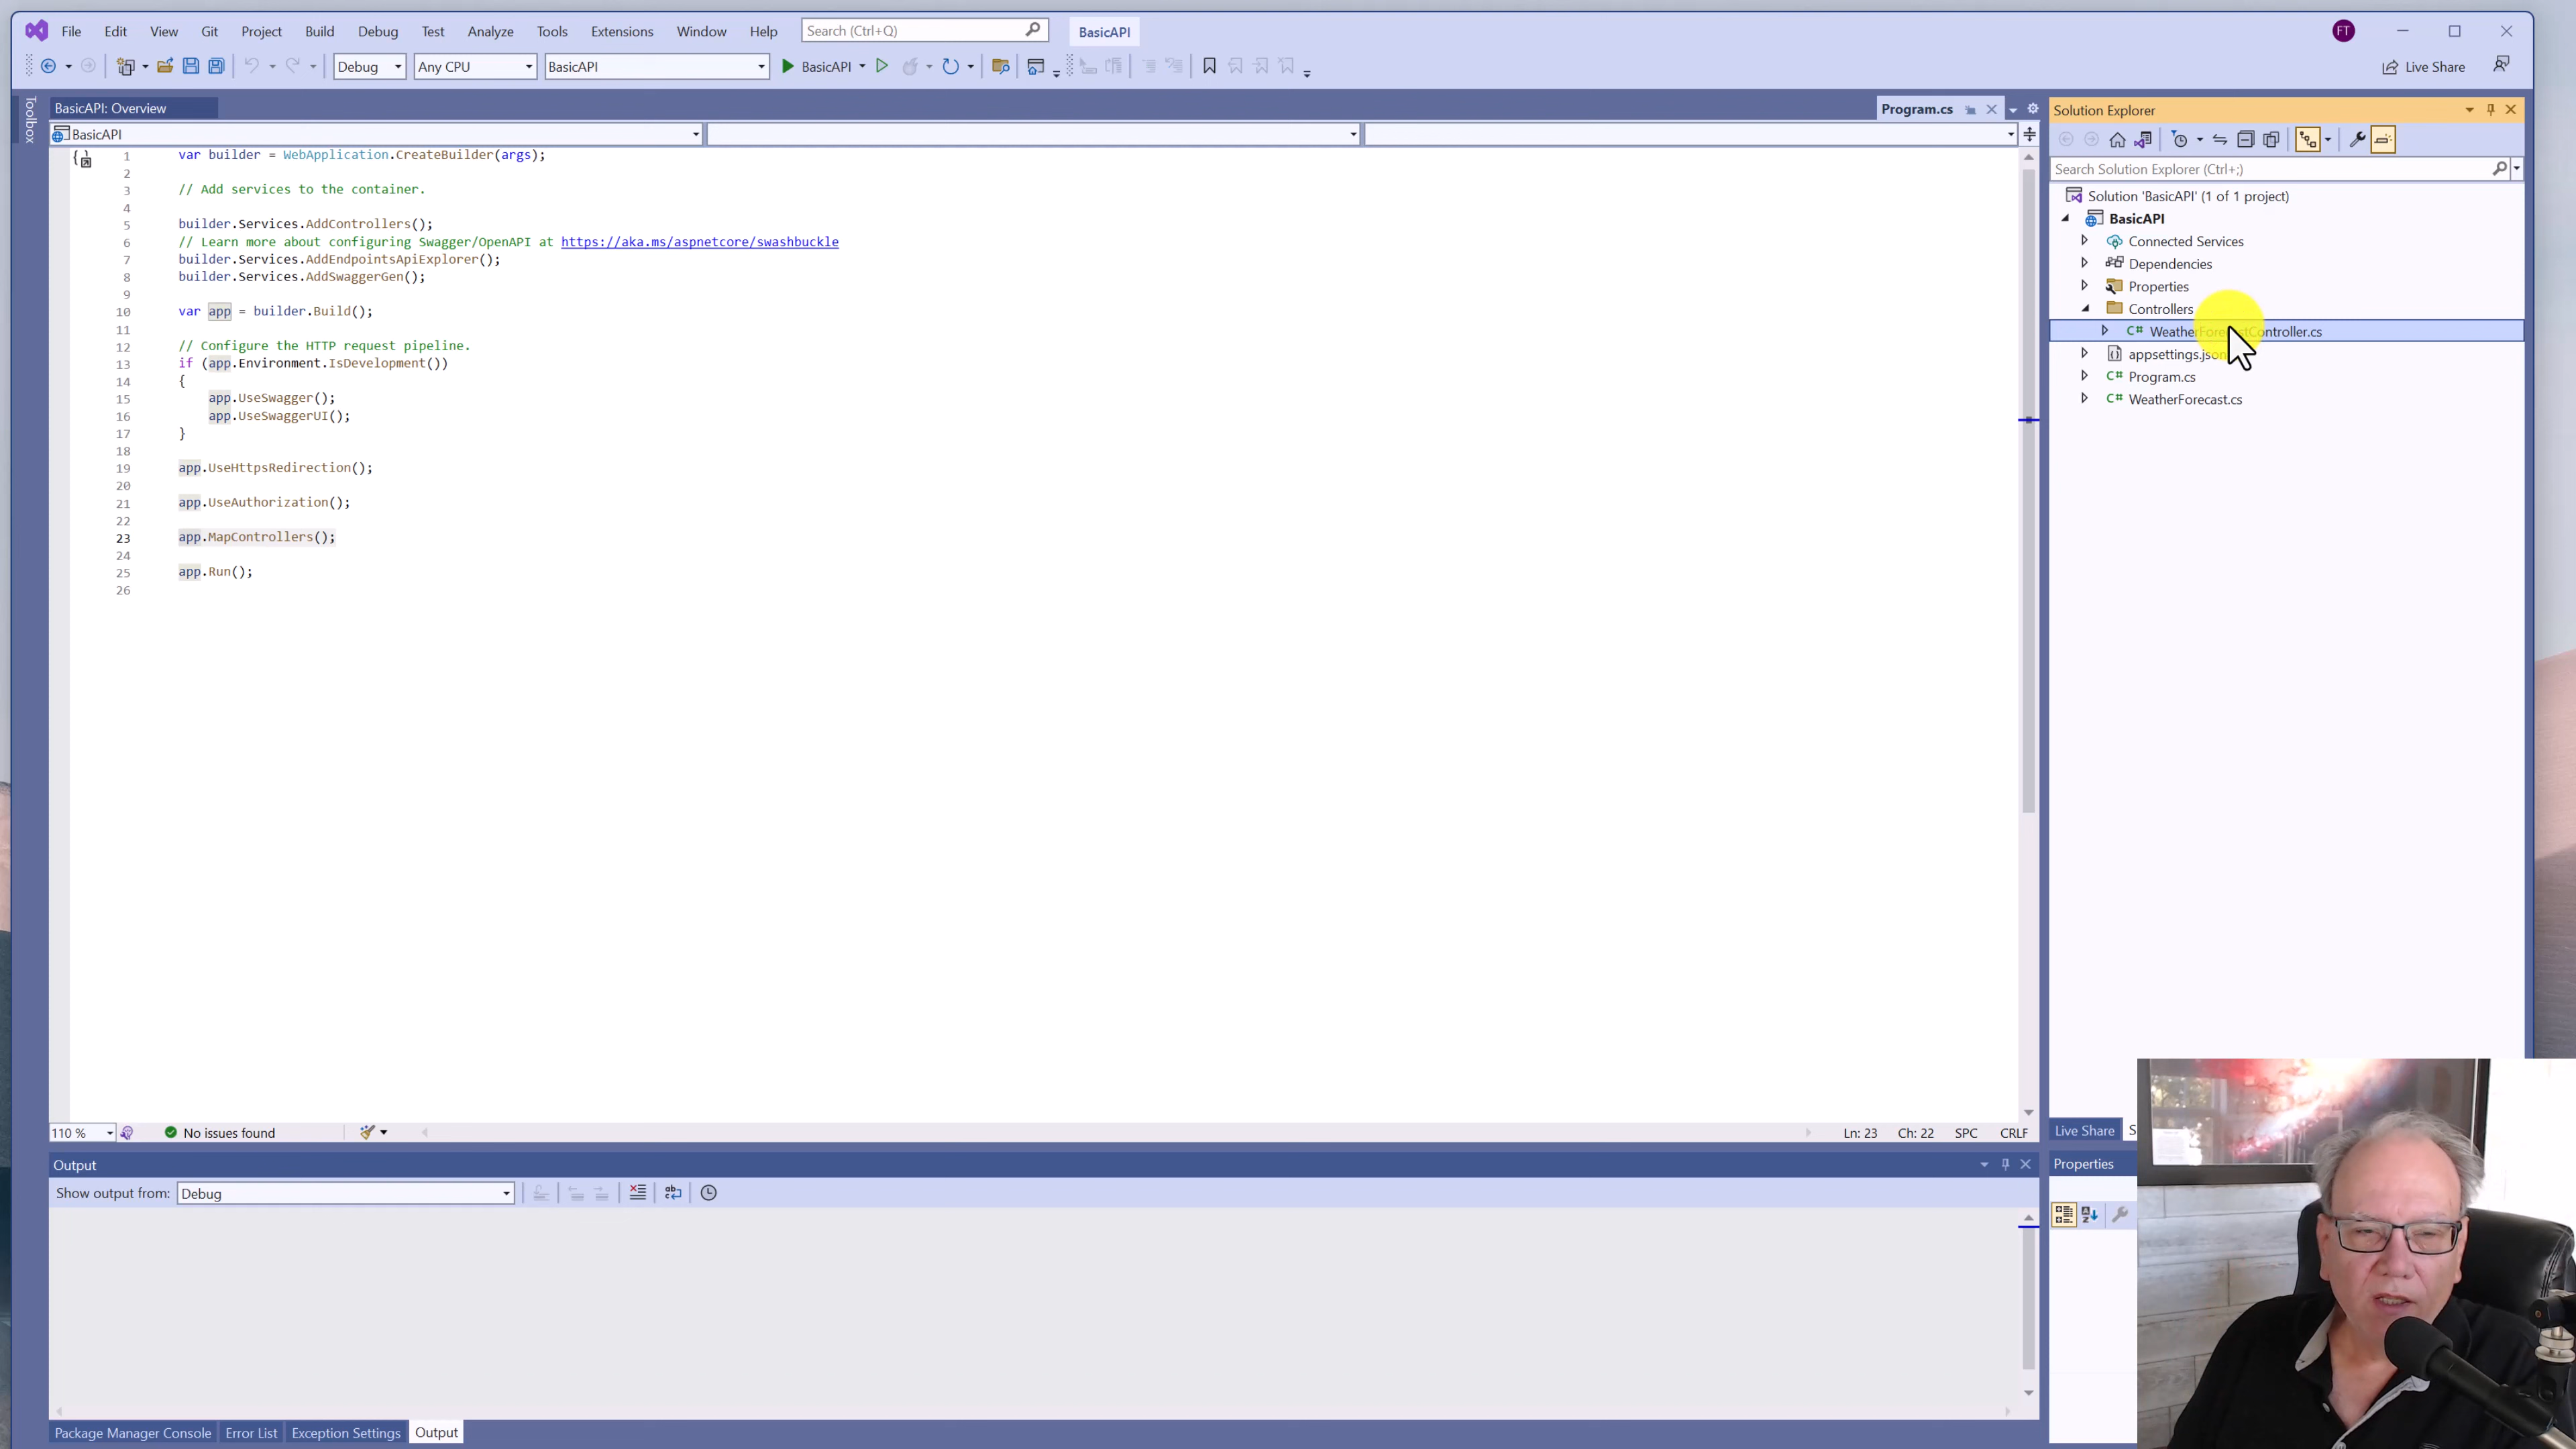 File Edit View Git Project Build Debug Test Analyze Tools Extensions Window Help Search (Ctrl+Q) BasicAPI FT
Debug Any CPU BasicAPI BasicAPI Live Share
Toolbox
BasicAPI: Overview Program.cs
BasicAPI
1 var builder = WebApplication.CreateBuilder(args);
2
3 // Add services to the container.
4
5 builder.Services.AddControllers();
6 // Learn more about configuring Swagger/OpenAPI at https://aka.ms/aspnetcore/swashbuckle
7 builder.Services.AddEndpointsApiExplorer();
8 builder.Services.AddSwaggerGen();
9
10 var app = builder.Build();
11
12 // Configure the HTTP request pipeline.
13 if (app.Environment.IsDevelopment())
14 {
15 app.UseSwagger();
16 app.UseSwaggerUI();
17 }
18
19 app.UseHttpsRedirection();
20
21 app.UseAuthorization();
22
23 app.MapControllers();
24
25 app.Run();
26
110 % No issues found Ln: 23 Ch: 22 SPC CRLF
Output
Show output from: Debug
Package Manager Console Error List Exception Settings Output
Solution Explorer
Search Solution Explorer (Ctrl+;)
Solution 'BasicAPI' (1 of 1 project)
BasicAPI
Connected Services
Dependencies
Properties
Controllers
C# WeatherForecastController.cs
appsettings.json
C# Program.cs
C# WeatherForecast.cs
Live Share S
Properties